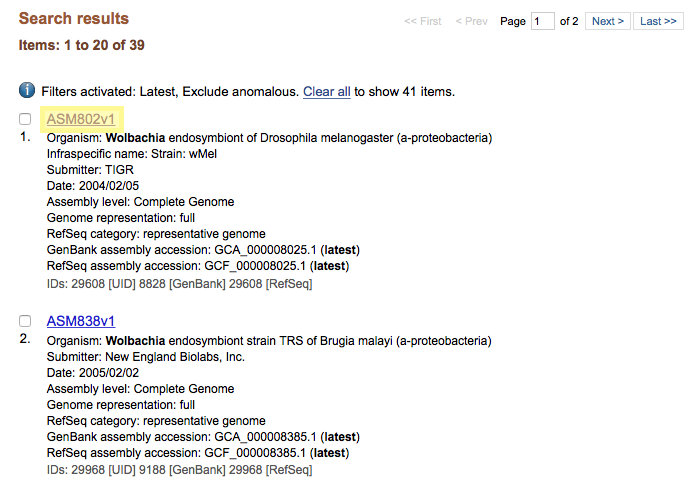 Search results
<< First < Prev Page 1 of 2 Next > Last >>
Items: 1 to 20 of 39
i Filters activated: Latest, Exclude anomalous. Clear all to show 41 items.
ASM802v1
1. Organism: Wolbachia endosymbiont of Drosophila melanogaster (a-proteobacteria)
Infraspecific name: Strain: wMel
Submitter: TIGR
Date: 2004/02/05
Assembly level: Complete Genome
Genome representation: full
RefSeq category: representative genome
GenBank assembly accession: GCA_000008025.1 (latest)
RefSeq assembly accession: GCF_000008025.1 (latest)
IDs: 29608 [UID] 8828 [GenBank] 29608 [RefSeq]
ASM838v1
2. Organism: Wolbachia endosymbiont strain TRS of Brugia malayi (a-proteobacteria)
Submitter: New England Biolabs, Inc.
Date: 2005/02/02
Assembly level: Complete Genome
Genome representation: full
RefSeq category: representative genome
GenBank assembly accession: GCA_000008385.1 (latest)
RefSeq assembly accession: GCF_000008385.1 (latest)
IDs: 29968 [UID] 9188 [GenBank] 29968 [RefSeq]